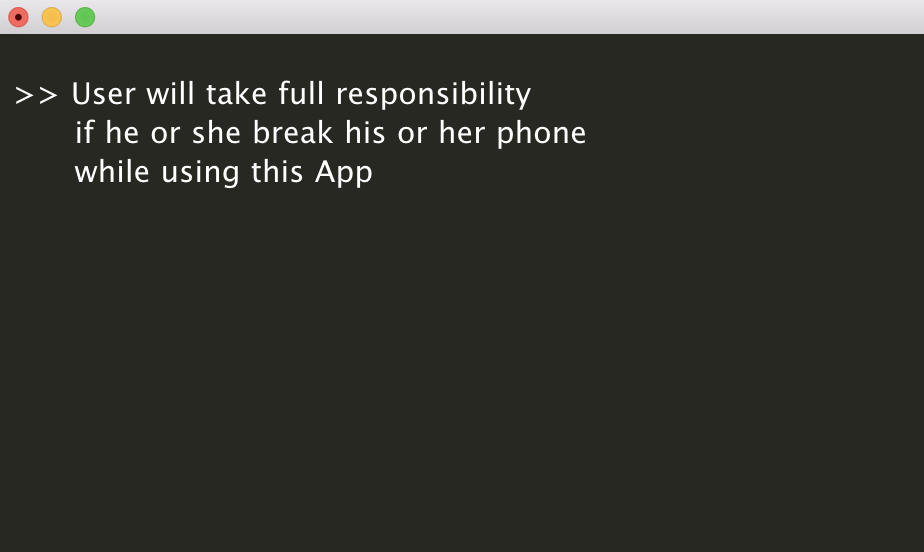 >> User will take full responsibility
if he or she break his or her phone
while using this App